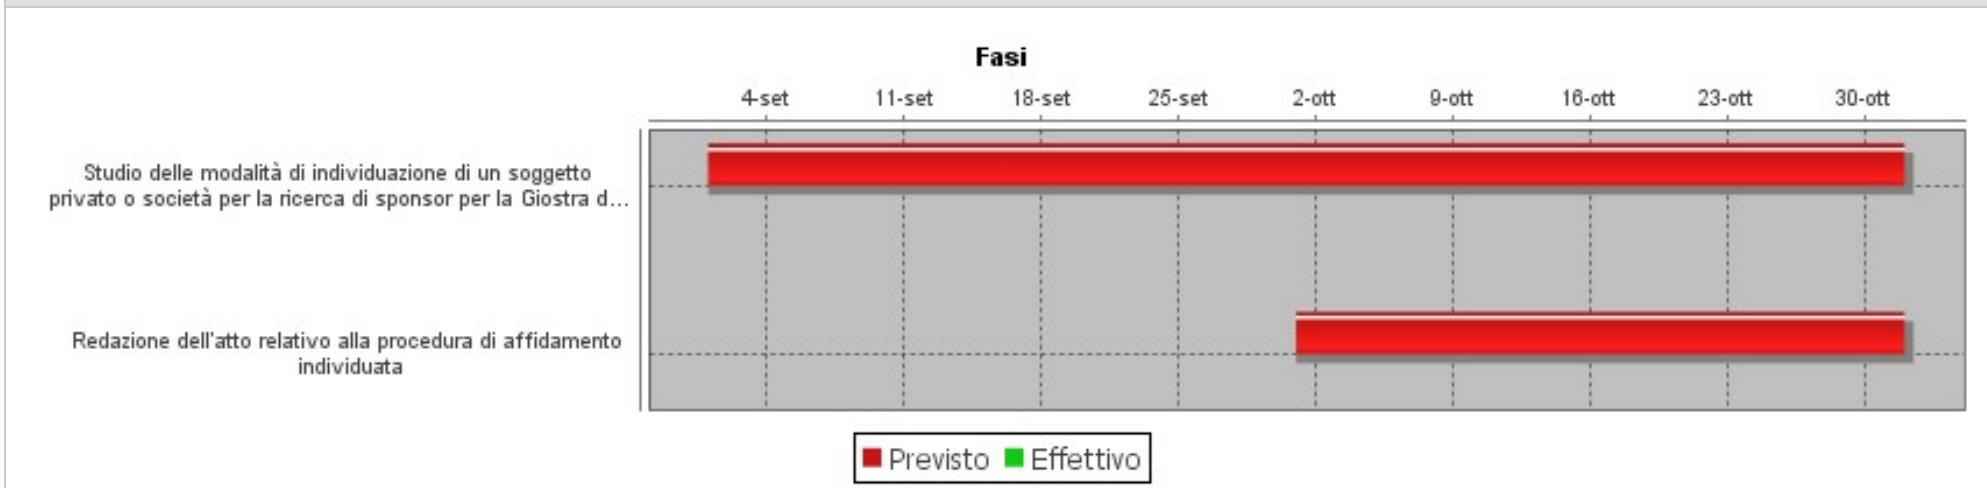 Fasi
4-set 11-set 18-set 25-set 2-ott 9-ott 16-ott 23-ott 30-ott
Studio delle modalità di individuazione di un soggetto
privato o società per la ricerca di sponsor per la Giostra d...
Redazione dell'atto relativo alla procedura di affidamento
individuata
Previsto Effettivo